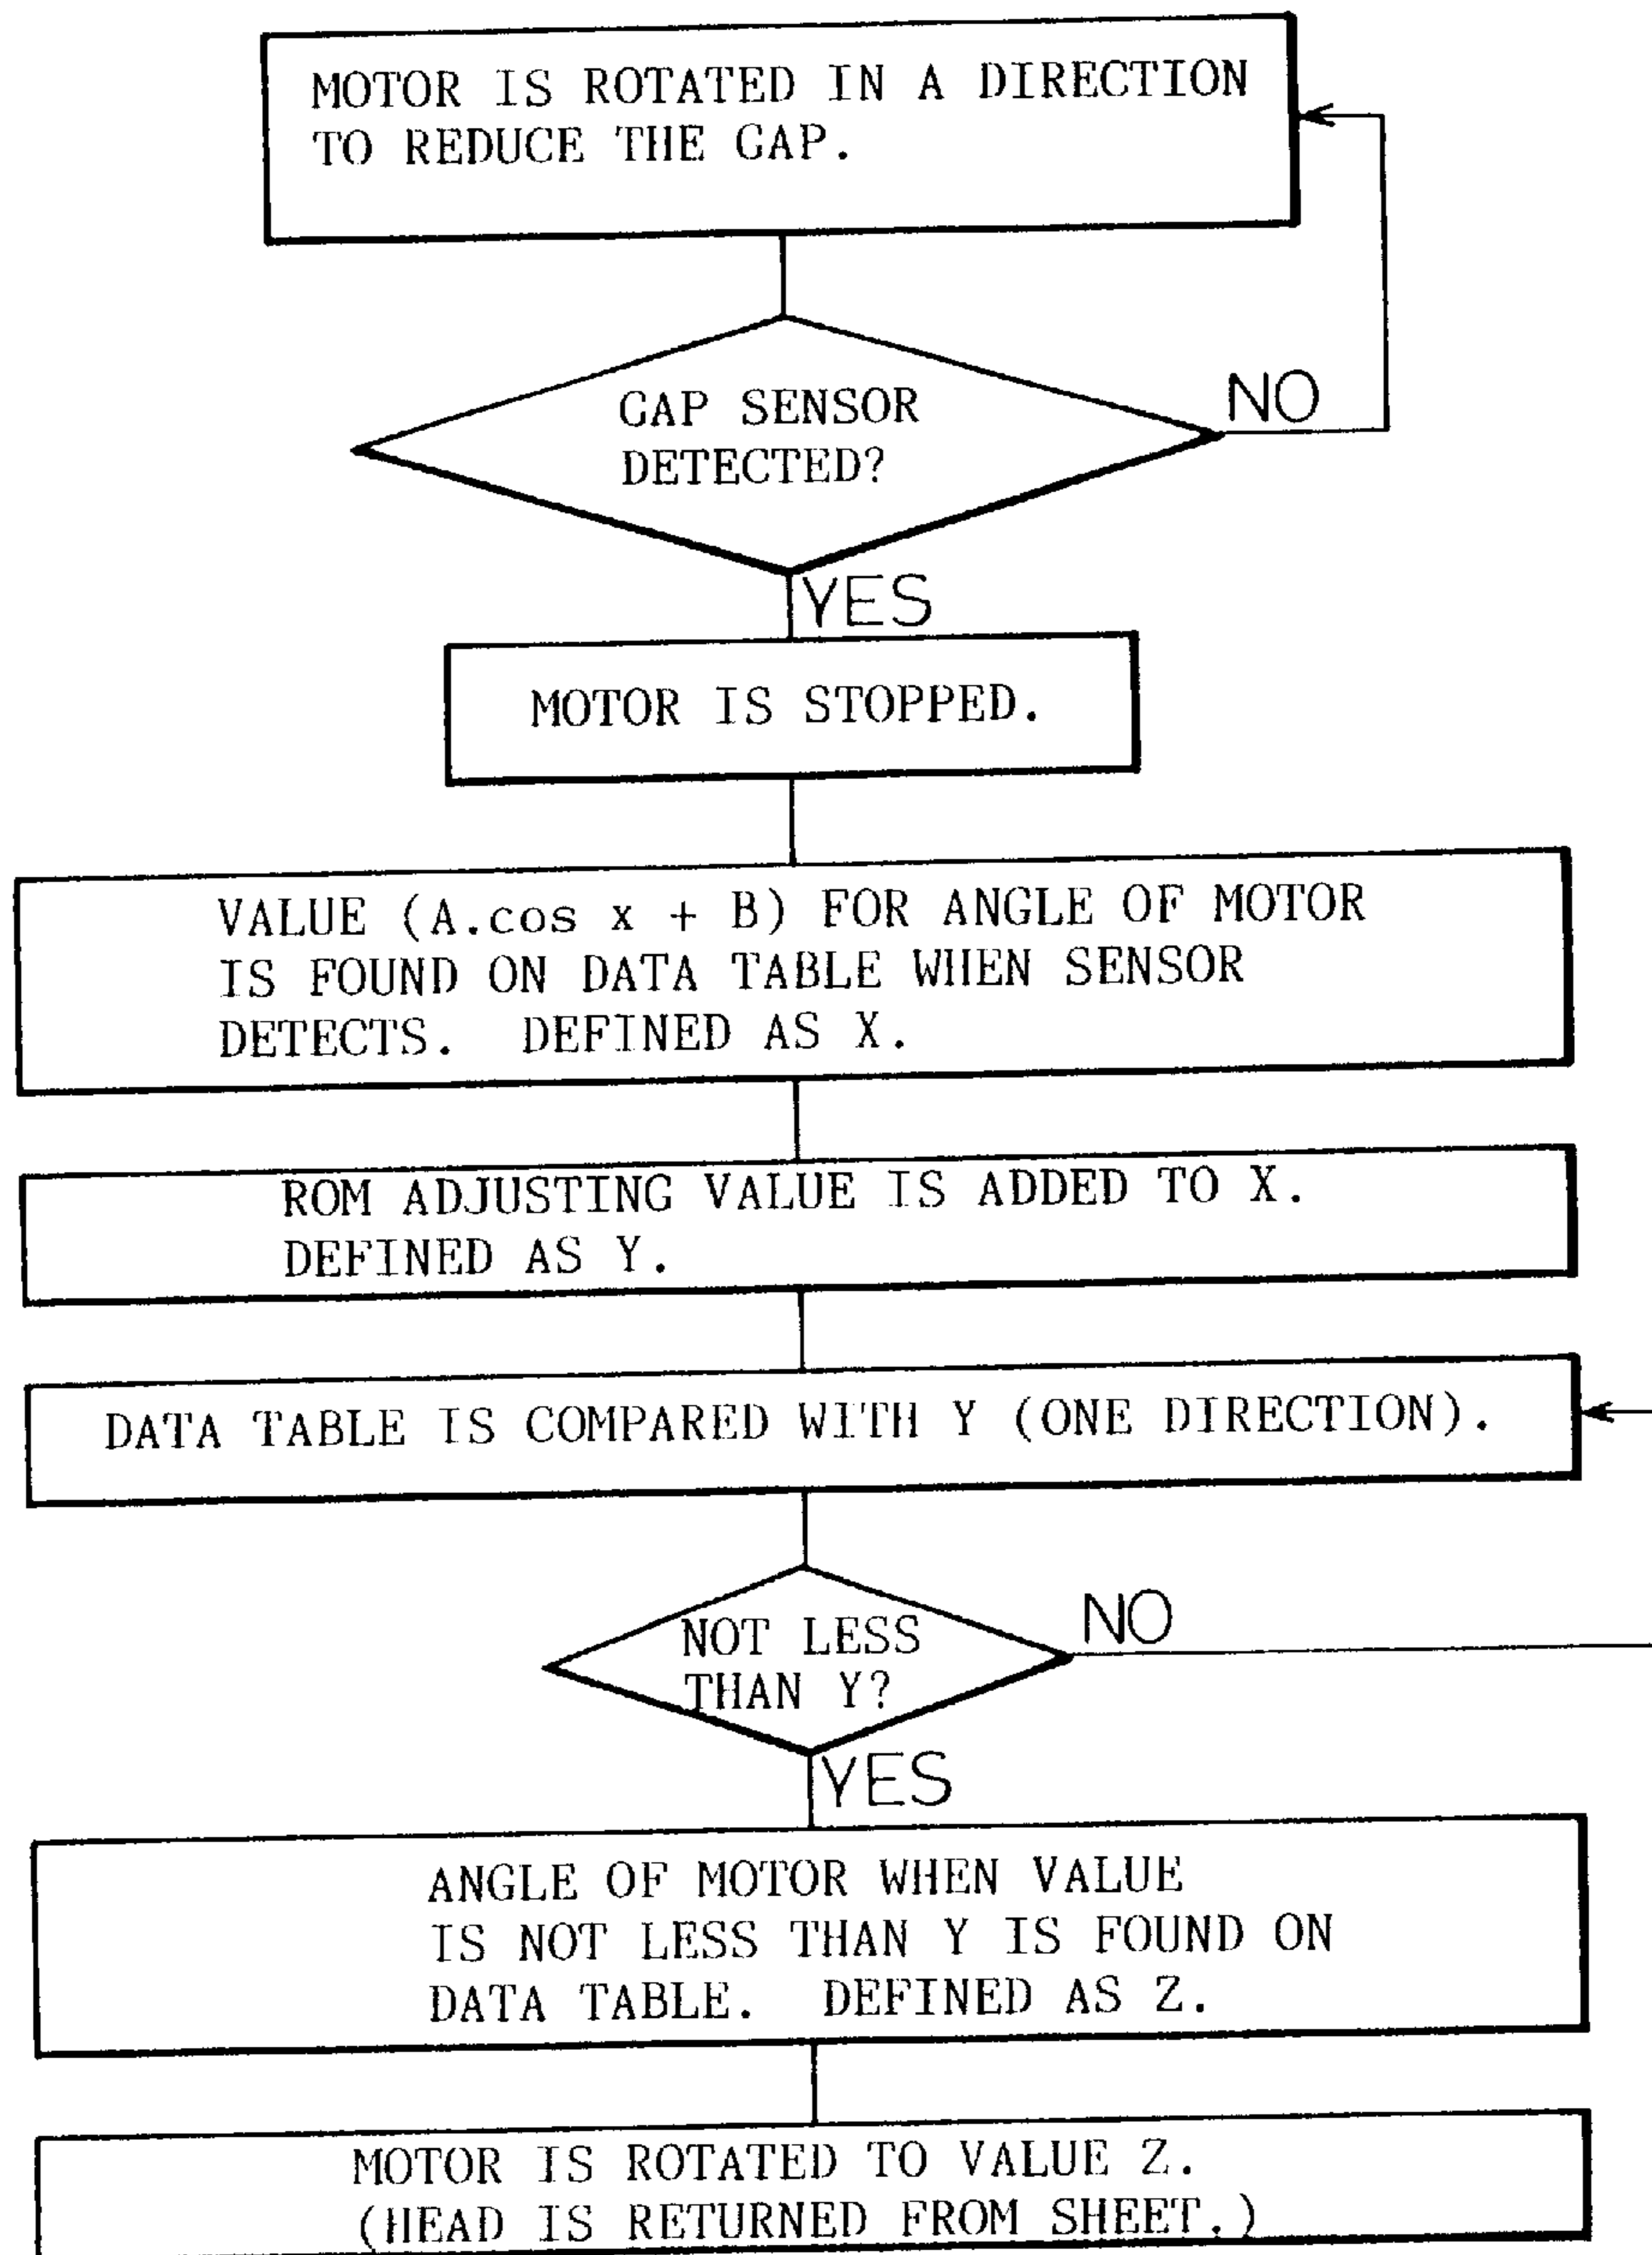 MOTOR IS ROTATED IN A DIRECTION
TO REDUCE THE GAP.
GAP SENSOR
DETECTED?
NO
YES
MOTOR IS STOPPED.
VALUE (A.cos x + B) FOR ANGLE OF MOTOR
IS FOUND ON DATA TABLE WHEN SENSOR
DETECTS. DEFINED AS X.
ROM ADJUSTING VALUE IS ADDED TO X.
DEFINED AS Y.
DATA TABLE IS COMPARED WITH Y (ONE DIRECTION).
NOT LESS
THAN Y?
NO
YES
ANGLE OF MOTOR WHEN VALUE
IS NOT LESS THAN Y IS FOUND ON
DATA TABLE. DEFINED AS Z.
MOTOR IS ROTATED TO VALUE Z.
(HEAD IS RETURNED FROM SHEET.)